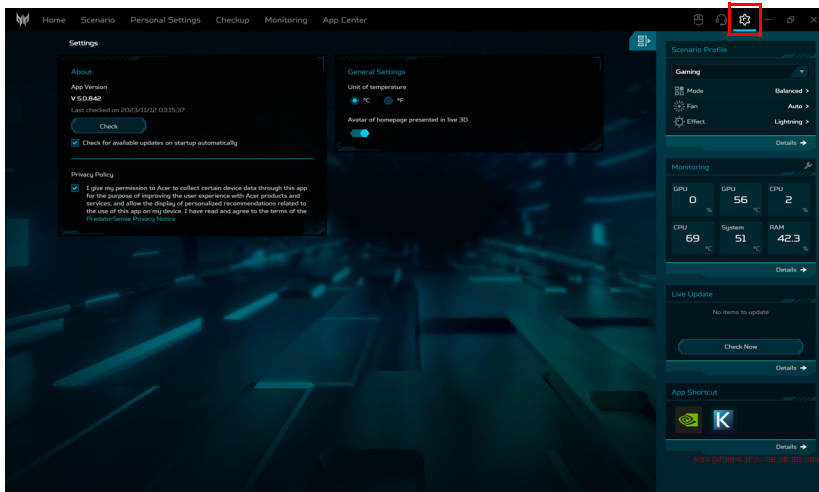 Home Scenario Personal Settings Checkup Monitoring App Center
Settings
About
App Version
V 5.0.842
Last checked on 2023/11/12 03:15:37
Check
Check for available updates on startup automatically
Privacy Policy
I give my permission to Acer to collect certain device data through this app
for the purpose of improving the user experience with Acer products and
services, and allow the display of personalized recommendations related to
the use of this app on my device. I have read and agree to the terms of the
PredatorSense Privacy Notice
General Settings
Unit of temperature
°C °F
Avatar of homepage presented in live 3D
Scenario Profile
Gaming
Mode Balanced >
Fan Auto >
Effect Lightning >
Details
Monitoring
GPU 0 %
GPU 56 °C
CPU 2 %
CPU 69 °C
System 51 °C
RAM 42.3 %
Details
Live Update
No items to update
Check Now
Details
App Shortcut
K
Details